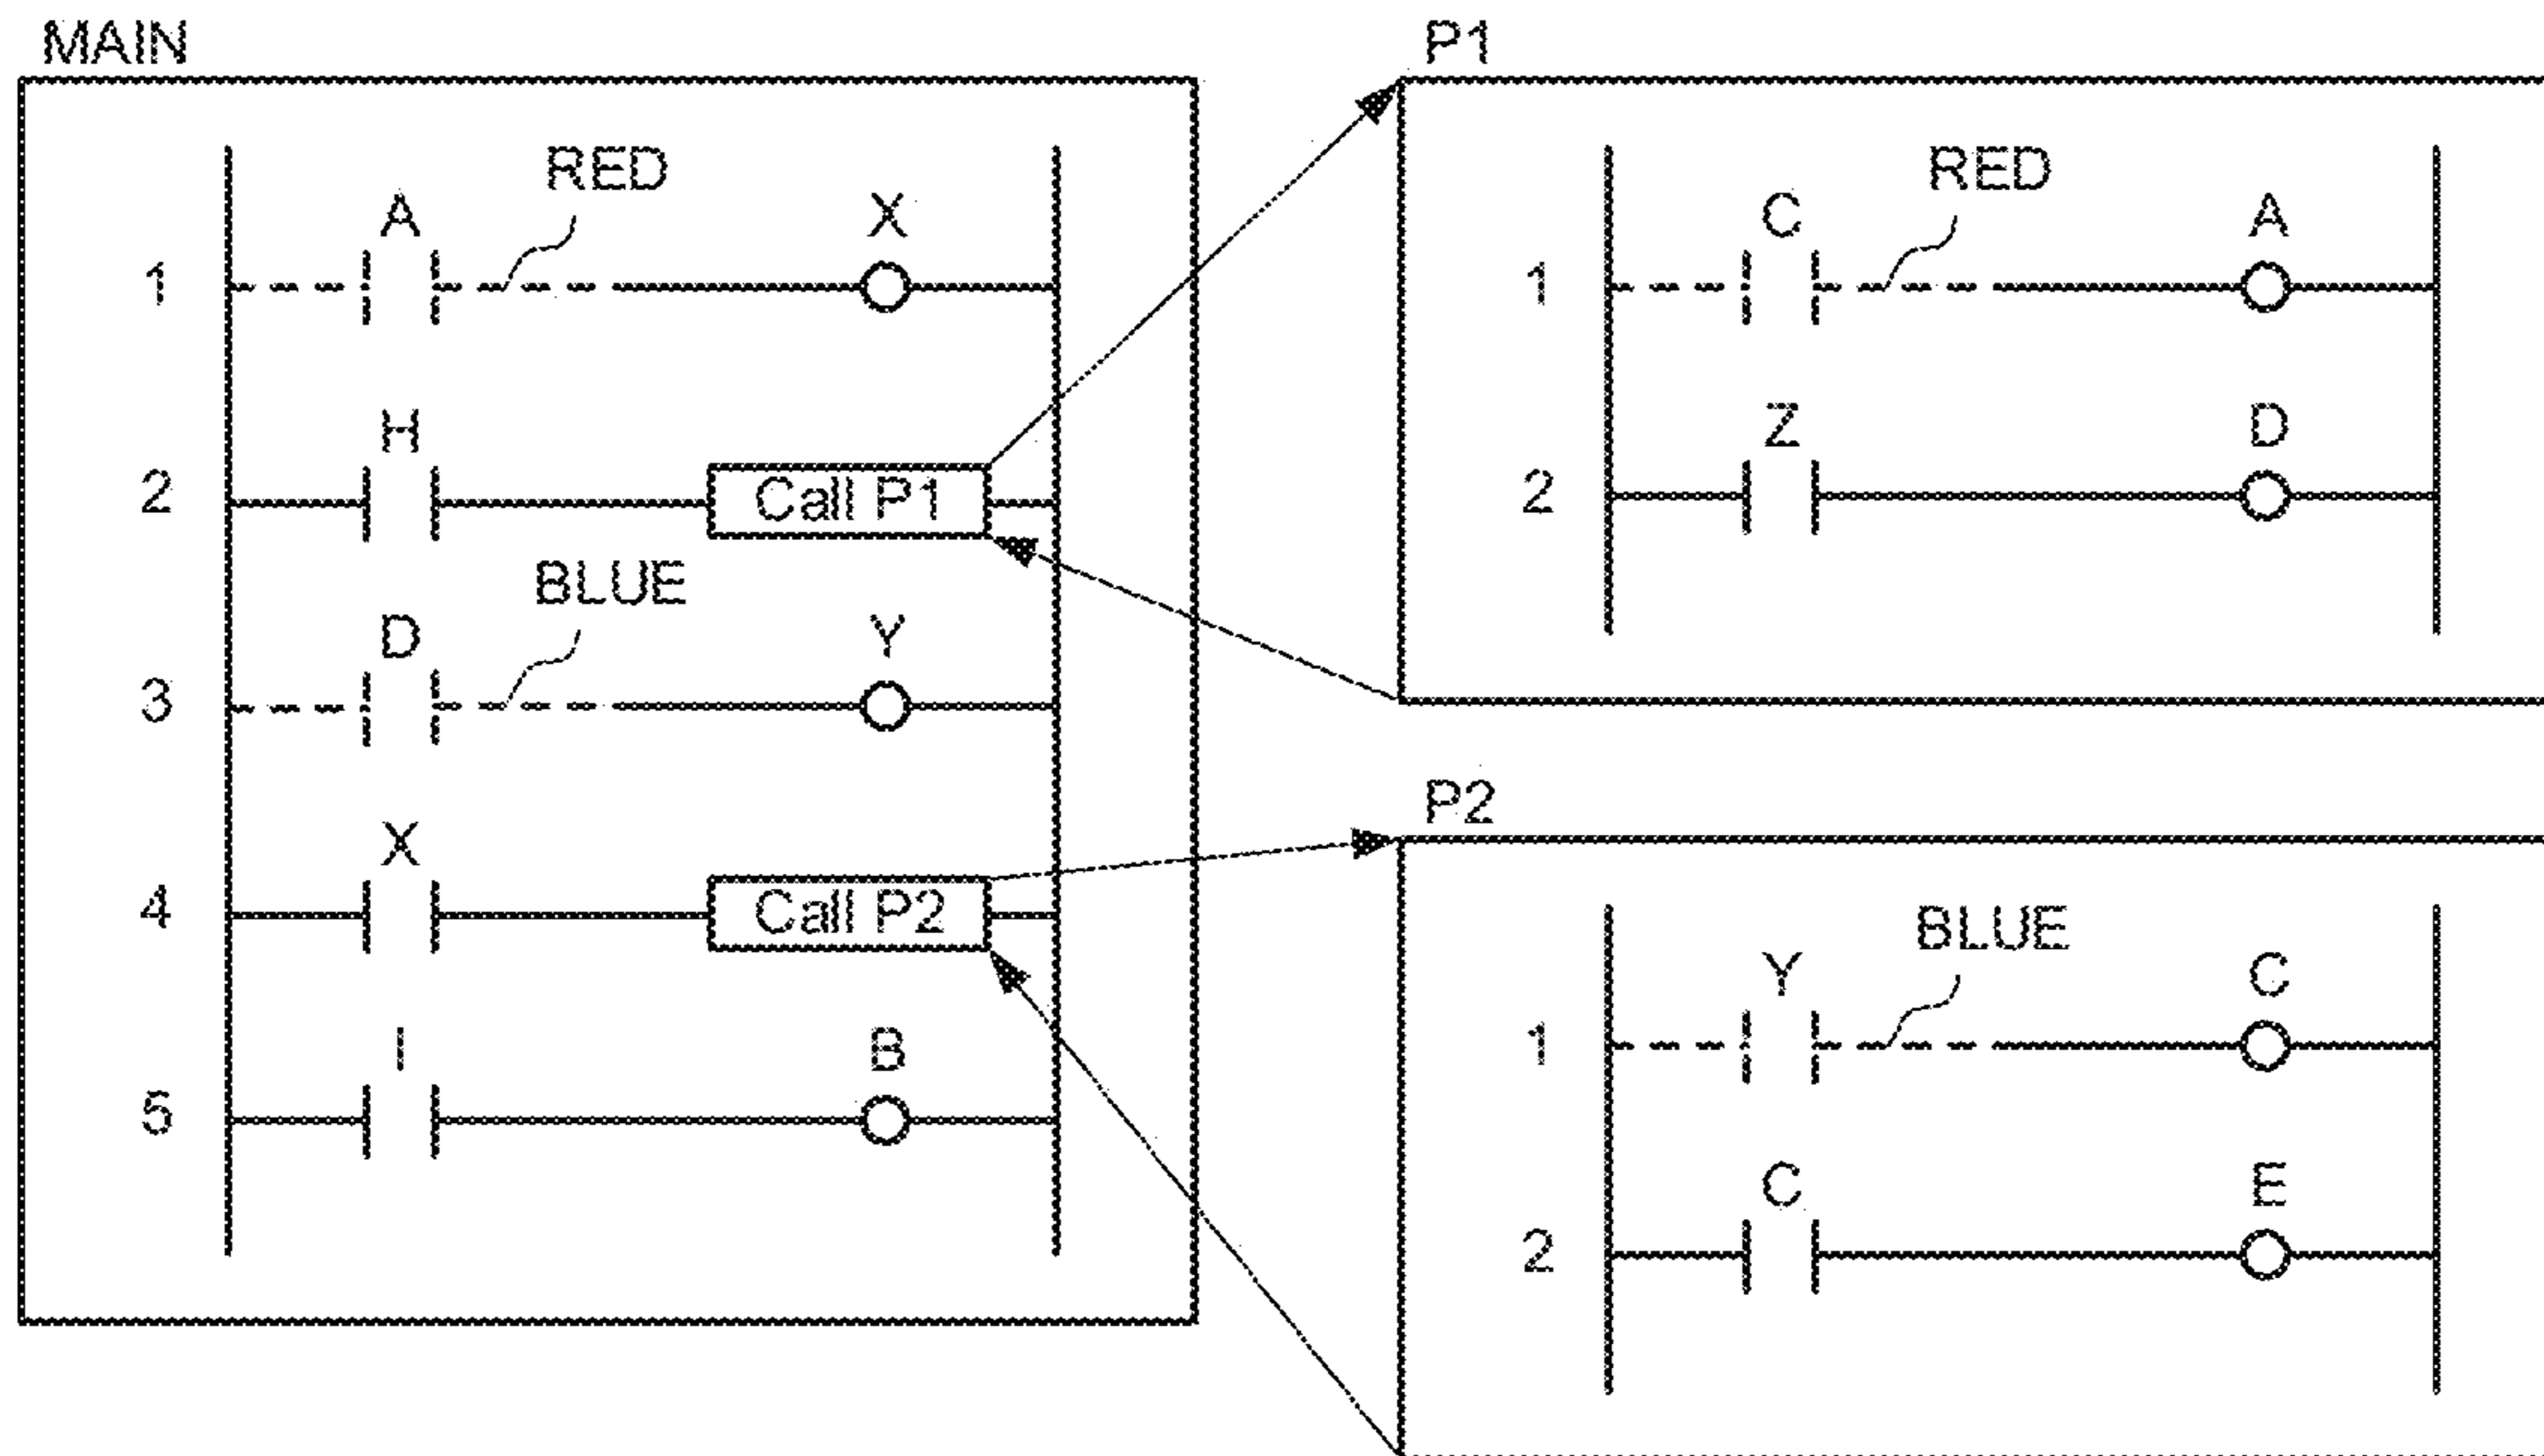 MAIN
RED
A X
1
H
2 Call P1
BLUE
D Y
3
X
4 Call P2
I B
5
P1
RED
C A
1
Z D
2
P2
BLUE
Y C
1
C E
2